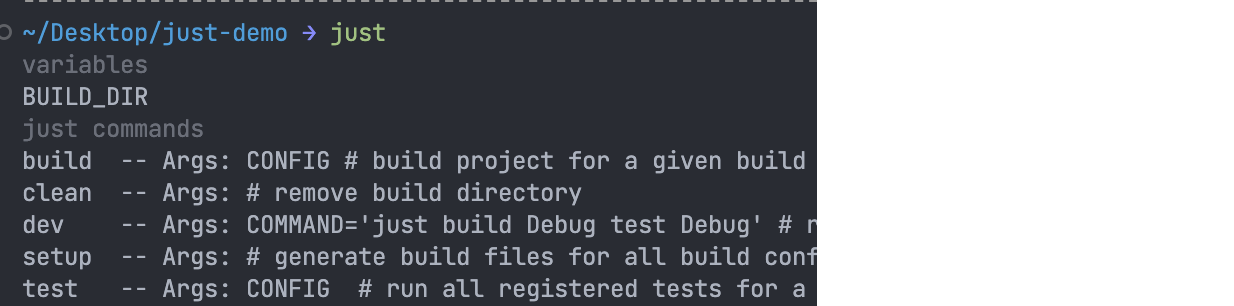 ~/Desktop/just-demo → just
variables
BUILD_DIR
just commands
build  -- Args: CONFIG # build project for a given build
clean  -- Args: # remove build directory
dev    -- Args: COMMAND='just build Debug test Debug' #
setup  -- Args: # generate build files for all build conf
test   -- Args: CONFIG  # run all registered tests for a